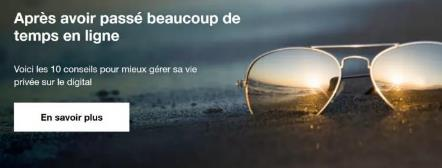 Après avoir passé beaucoup de
temps en ligne
Voici les 10 conseils pour mieux gérer sa vie
privée sur le digital
En savoir plus